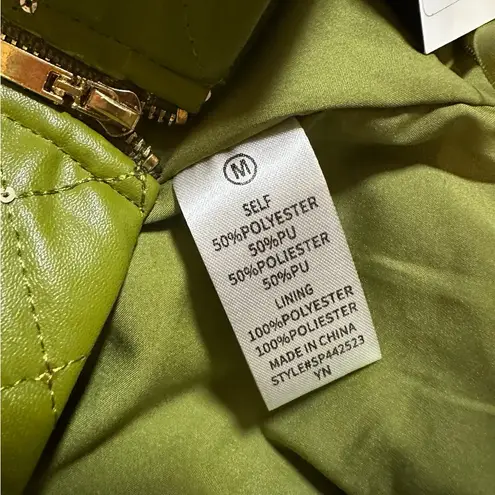 M
SELF
50%POLYESTER
50%PU
50%POLIESTER
50%PU
LINING
100%POLYESTER
100%POLIESTER
MADE IN CHINA
STYLE#SP442523
YN